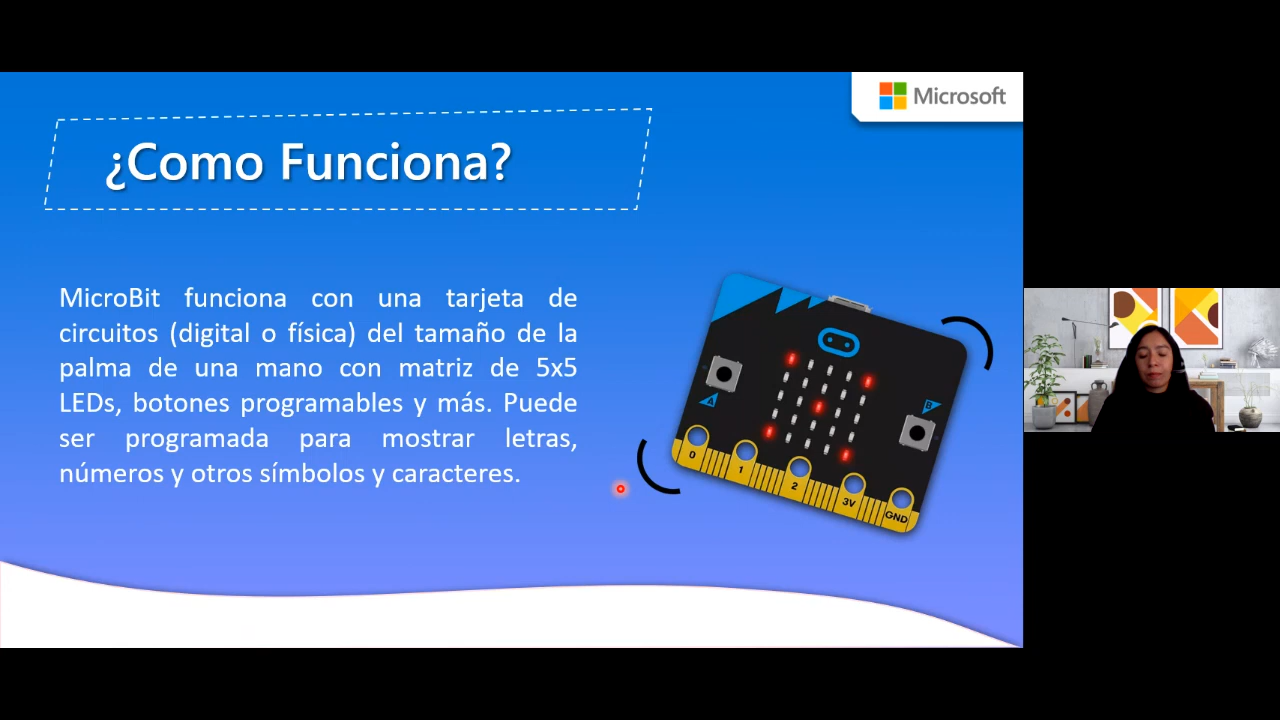 Microsoft
¿Como Funciona?
MicroBit funciona con una tarjeta de
circuitos (digital o física) del tamaño de la
palma de una mano con matriz de 5x5
LEDs, botones programables y más. Puede
ser programada para mostrar letras,
números y otros símbolos y caracteres.
A
B
0
1
2
3V
GND